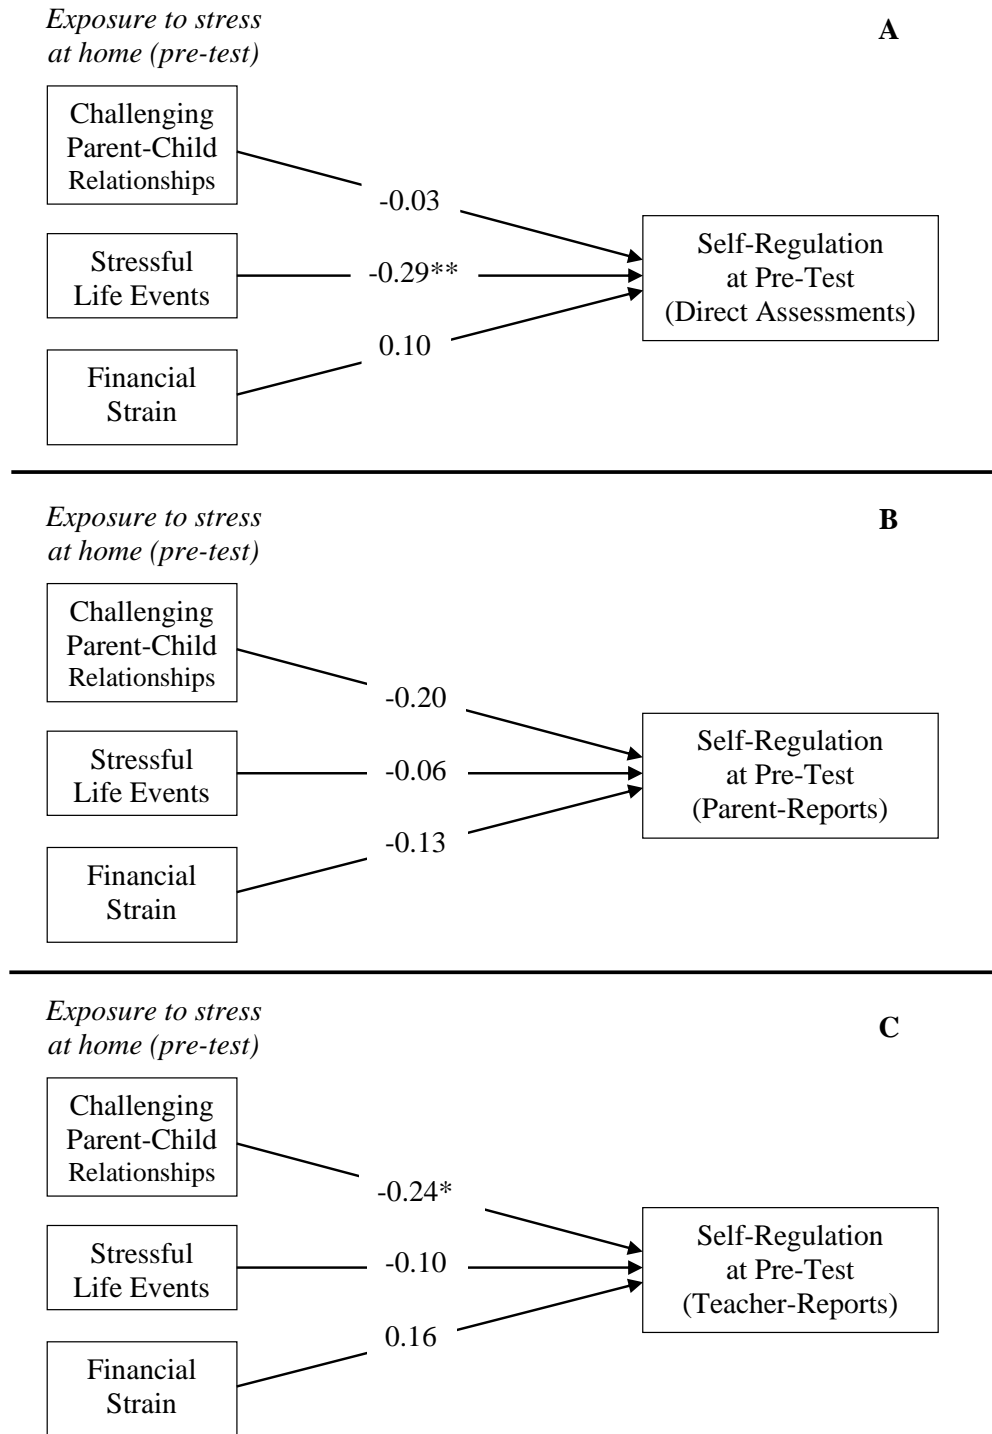 Exposure to stress
at home (pre-test)
A
Challenging
Parent-Child
Relationships
-0.03
Stressful
Life Events
-0.29**
Self-Regulation
at Pre-Test
(Direct Assessments)
Financial
Strain
0.10
Exposure to stress
at home (pre-test)
B
Challenging
Parent-Child
Relationships
-0.20
Stressful
Life Events
-0.06
Self-Regulation
at Pre-Test
(Parent-Reports)
Financial
Strain
-0.13
Exposure to stress
at home (pre-test)
C
Challenging
Parent-Child
Relationships
-0.24*
Stressful
Life Events
-0.10
Self-Regulation
at Pre-Test
(Teacher-Reports)
Financial
Strain
0.16